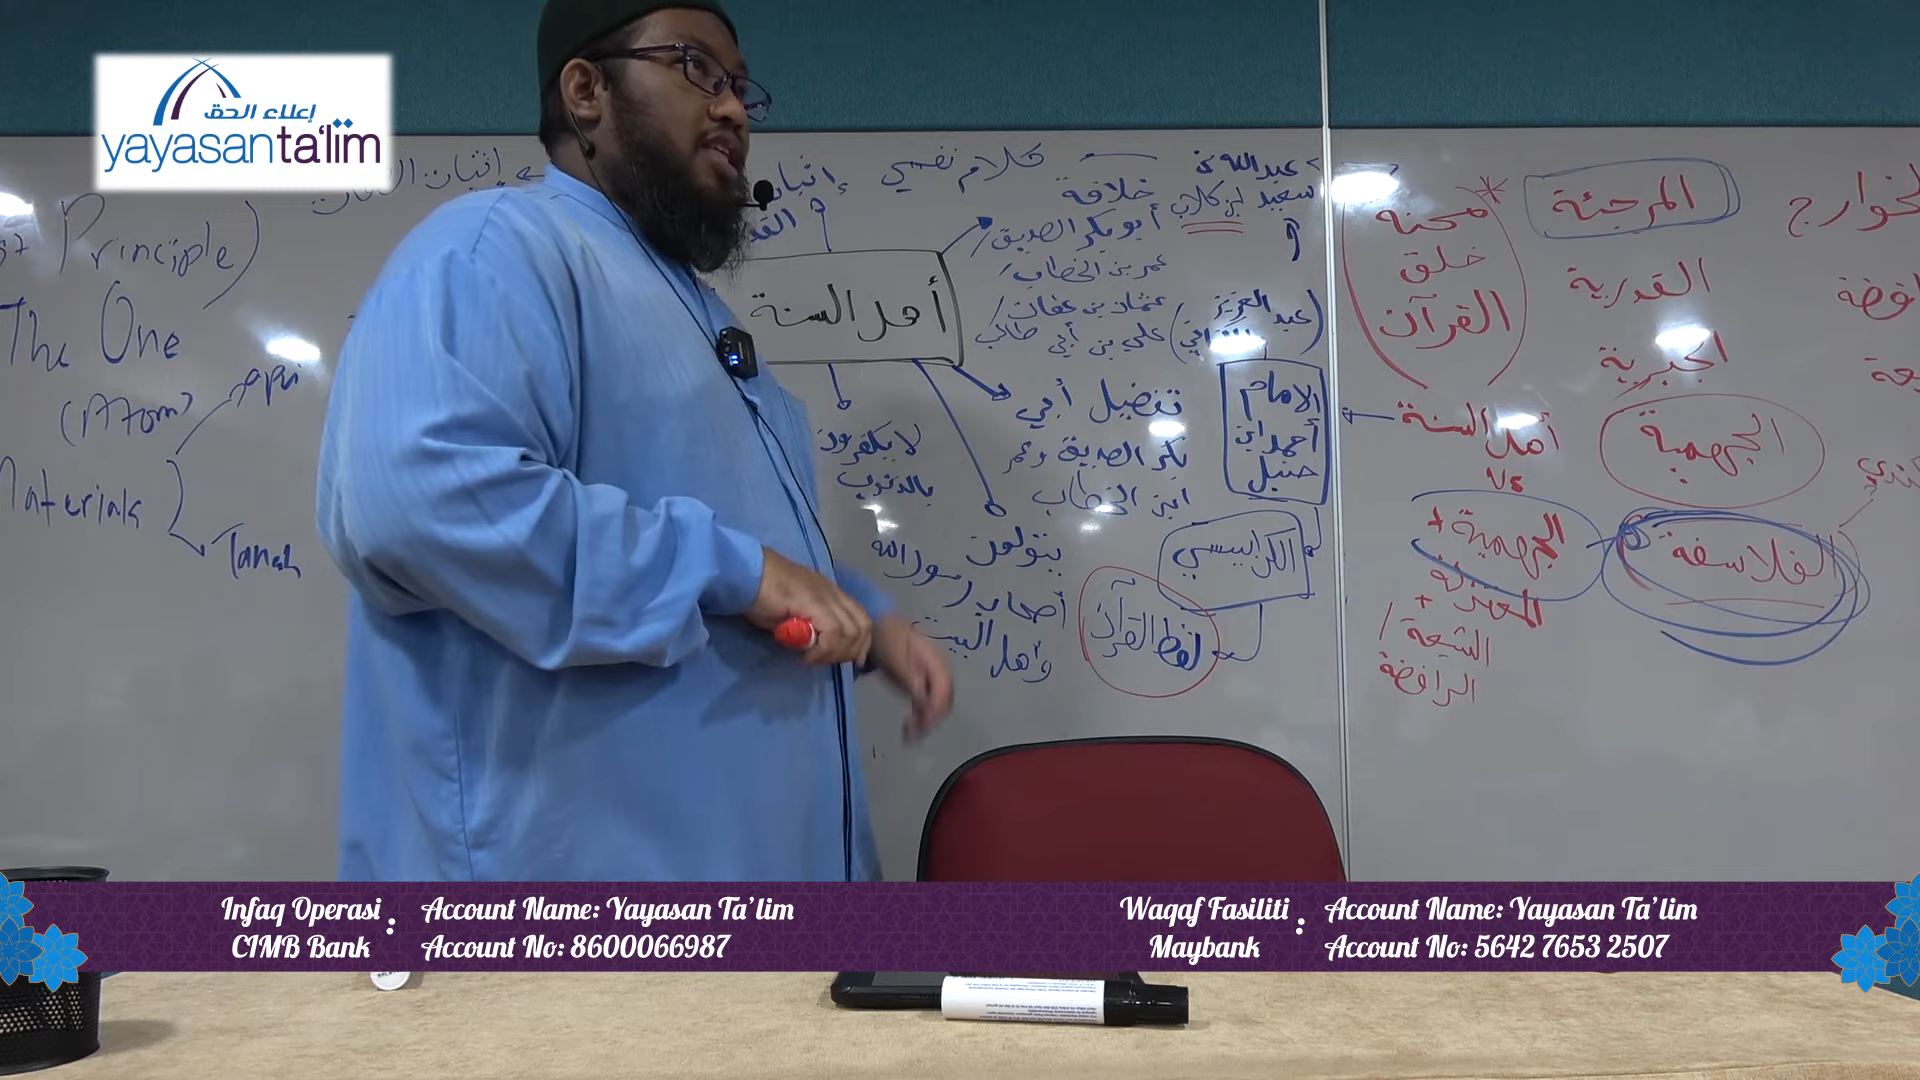 إعلاء الحق
yayasanta'lim
Principle)
The One
(Atom)
api
Materials
Tanah
كلام نفسي
خلافة
أبو بكر الصديق
عمر بن الخطاب
عثمان بن عفان
علي بن أبي طالب
أهل السنة
تفضيل أبي
بكر الصديق وعمر
ابن الخطاب
لا يكفرون
بالذنوب
يتولون
أصحاب رسول الله
وأهل البيت
عبد الله بن
سعيد ابن كلاب
عبد العزيز
الإمام
أحمد ابن
حنبل
الكرابيسي
لفظ القرآن
محنة
خلق
القرآن
أهل السنة
vs
الجهمية +
المعتزلة +
الشيعة /
الرافضة
المرجئة
القدرية
الجبرية
الجهمية
الفلاسفة
الخوارج
Infaq Operasi : Account Name: Yayasan Ta'lim
CIMB Bank Account No: 8600066987
Waqaf Fasiliti : Account Name: Yayasan Ta'lim
Maybank Account No: 5642 7653 2507